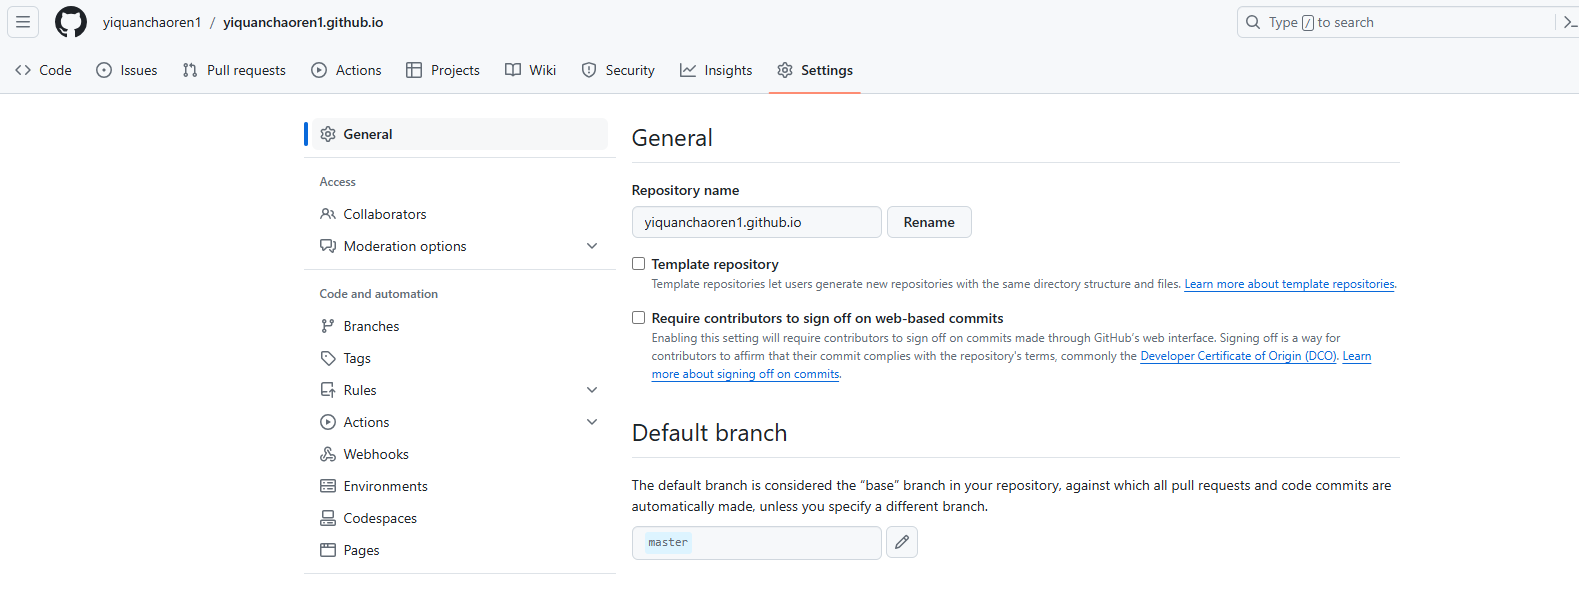 yiquanchaoren1 / yiquanchaoren1.github.io
Type / to search
Code Issues Pull requests Actions Projects Wiki Security Insights Settings
General
Access
Collaborators
Moderation options
Code and automation
Branches
Tags
Rules
Actions
Webhooks
Environments
Codespaces
Pages
General
Repository name
yiquanchaoren1.github.io Rename
Template repository
Template repositories let users generate new repositories with the same directory structure and files. Learn more about template repositories.
Require contributors to sign off on web-based commits
Enabling this setting will require contributors to sign off on commits made through GitHub's web interface. Signing off is a way for
contributors to affirm that their commit complies with the repository's terms, commonly the Developer Certificate of Origin (DCO). Learn
more about signing off on commits.
Default branch
The default branch is considered the “base” branch in your repository, against which all pull requests and code commits are
automatically made, unless you specify a different branch.
master